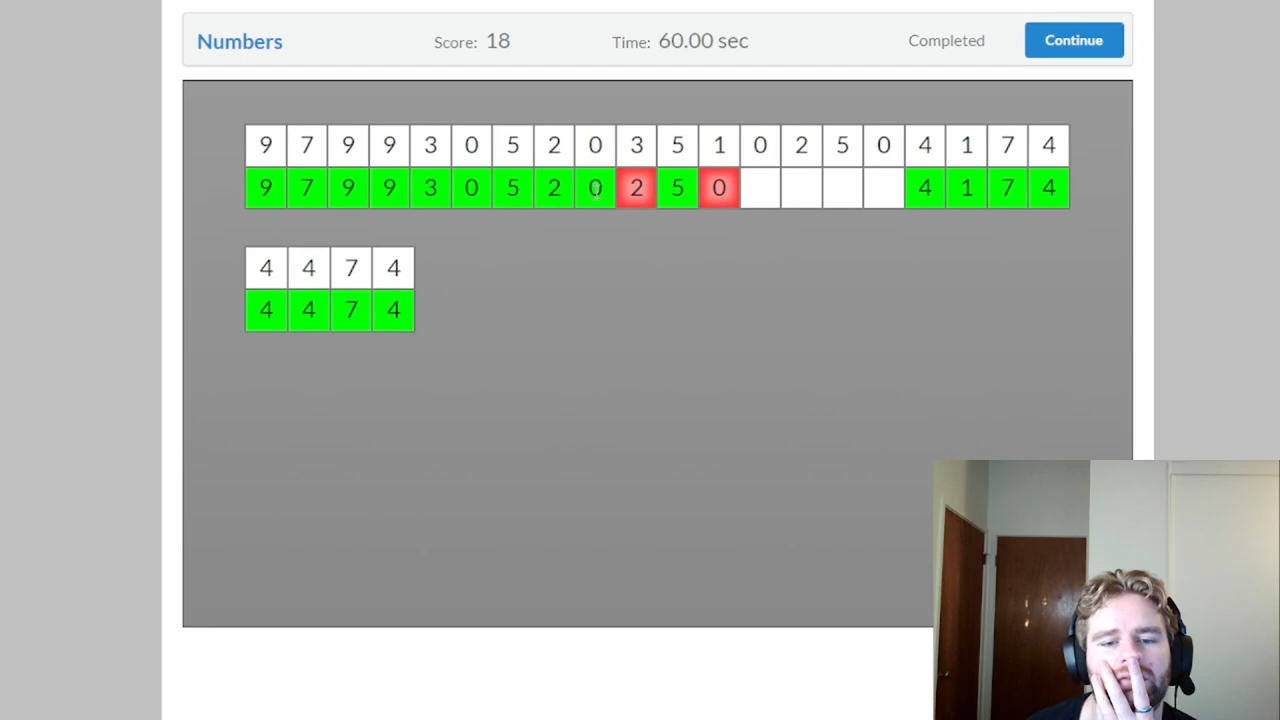 Numbers Score: 18 Time: 60.00 sec Completed Continue
9 7 9 9 3 0 5 2 0 3 5 1 0 2 5 0 4 1 7 4
9 7 9 9 3 0 5 2 0 2 5 0 4 1 7 4
4 4 7 4
4 4 7 4